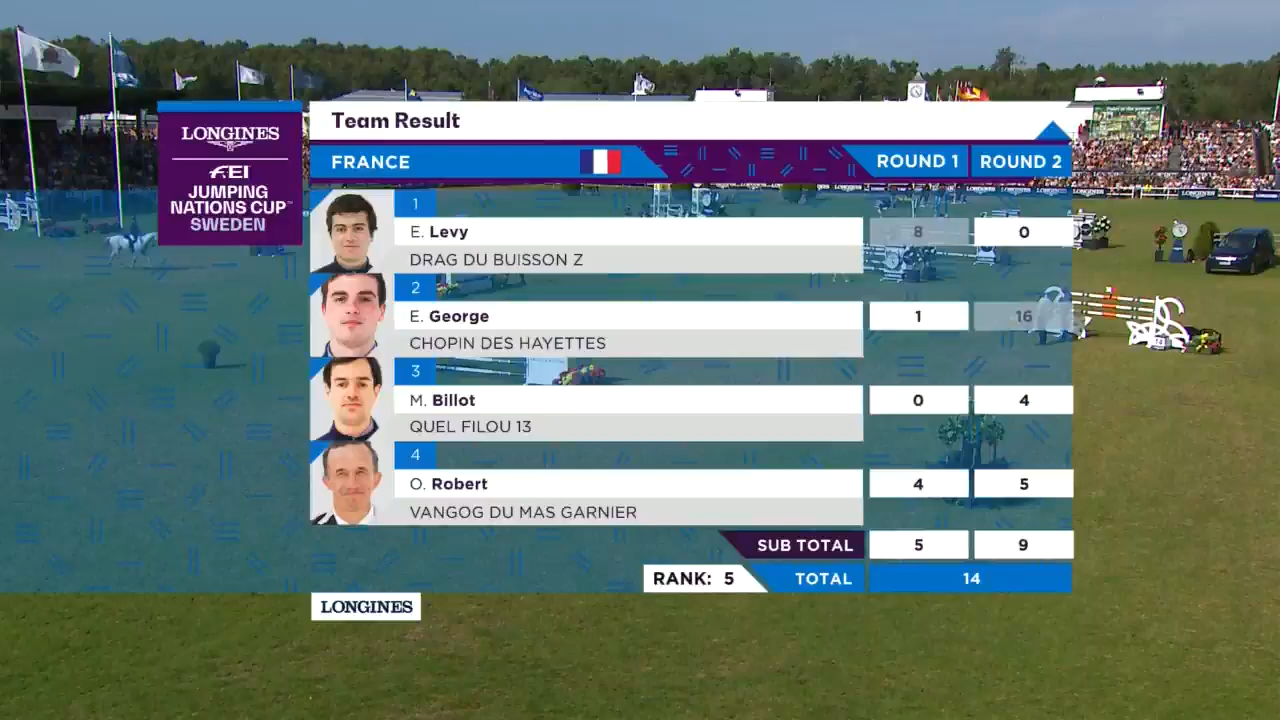 LONGINES
FEI
JUMPING
NATIONS CUP™
SWEDEN
Team Result
FRANCE ROUND 1 ROUND 2
1
E. Levy 8 0
DRAG DU BUISSON Z
2
E. George 1 16
CHOPIN DES HAYETTES
3
M. Billot 0 4
QUEL FILOU 13
4
O. Robert 4 5
VANGOG DU MAS GARNIER
SUB TOTAL 5 9
RANK: 5 TOTAL 14
LONGINES